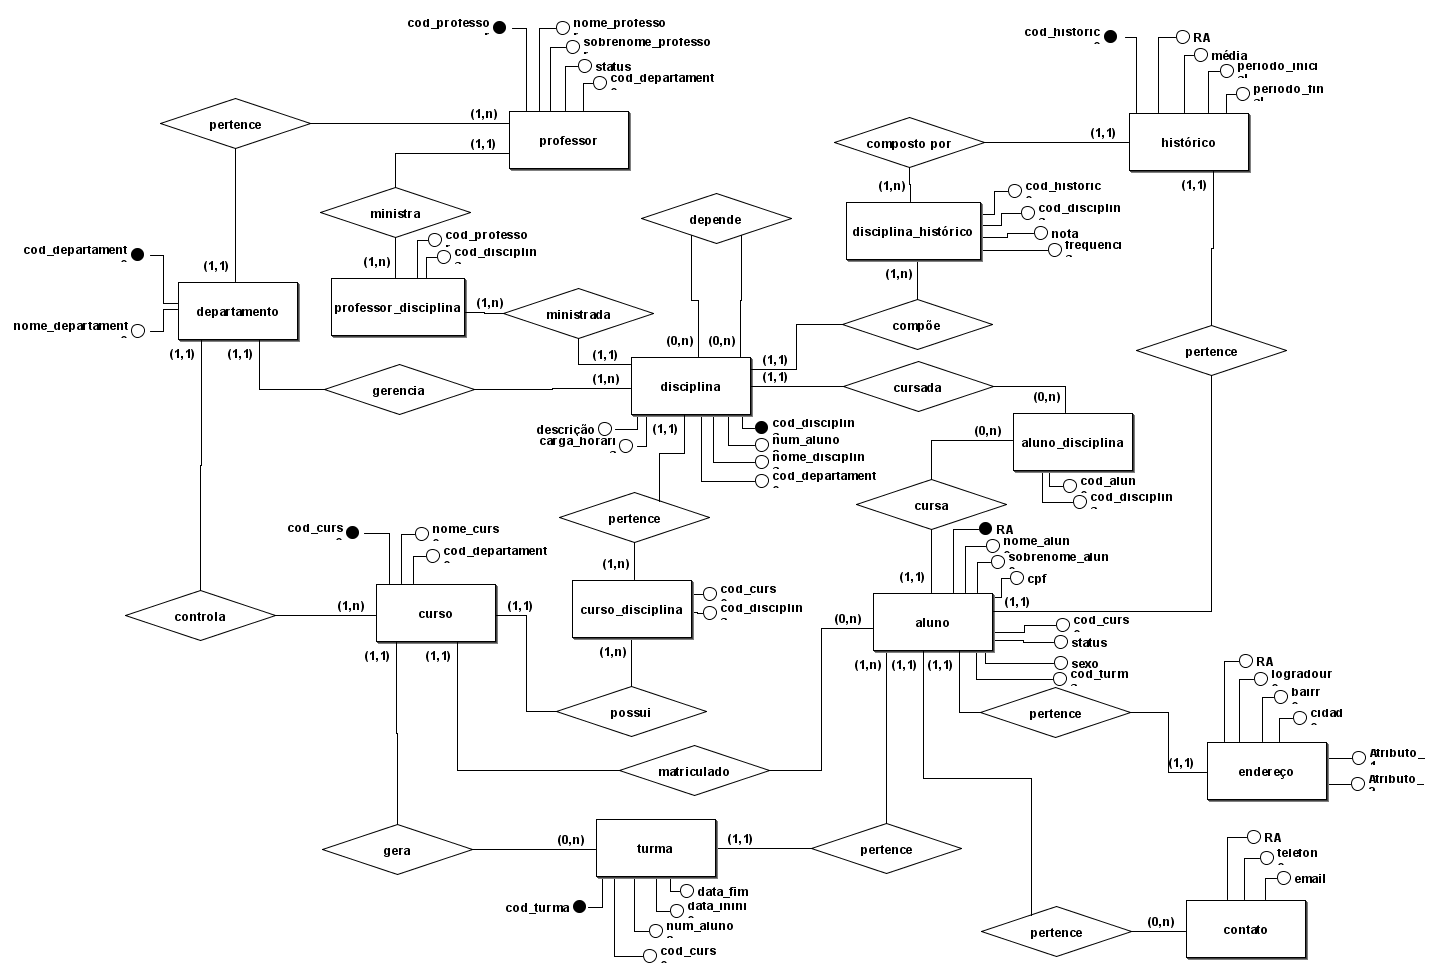 cod_professo
nome_professo
sobrenome_professo
status
cod_departament
pertence
(1,n)
(1,1)
professor
ministra
cod_historic
RA
média
periodo_inici
periodo_fin
composto por
(1,1)
histórico
(1,n)
(1,1)
cod_historic
cod_disciplin
nota
frequenci
disciplina_histórico
(1,n)
depende
cod_professo
cod_disciplin
(1,n)
cod_departament
(1,1)
departamento
nome_departament
professor_disciplina
(1,n)
ministrada
compõe
(0,n)
(0,n)
(1,1)
(1,1)
(1,1)
(1,1)
(1,1)
pertence
gerencia
(1,n)
disciplina
cursada
(0,n)
descrição
carga_horari
(1,1)
cod_disciplin
num_aluno
nome_disciplin
cod_departament
(0,n)
aluno_disciplina
cod_alun
cod_disciplin
cursa
pertence
cod_curs
nome_curs
cod_departament
RA
nome_alun
sobrenome_alun
cpf
(1,n)
(1,1)
(1,1)
controla
(1,n)
curso
(1,1)
curso_disciplina
cod_curs
cod_disciplin
(0,n)
aluno
cod_curs
status
sexo
cod_turm
(1,1)
(1,1)
(1,n)
(1,n)
(1,1)
(1,1)
possui
pertence
RA
logradour
bairr
cidad
matriculado
(1,1)
endereço
Atributo_
Atributo_
gera
(0,n)
turma
(1,1)
pertence
RA
telefon
email
cod_turma
data_fim
data_inini
num_aluno
cod_curs
pertence
(0,n)
contato